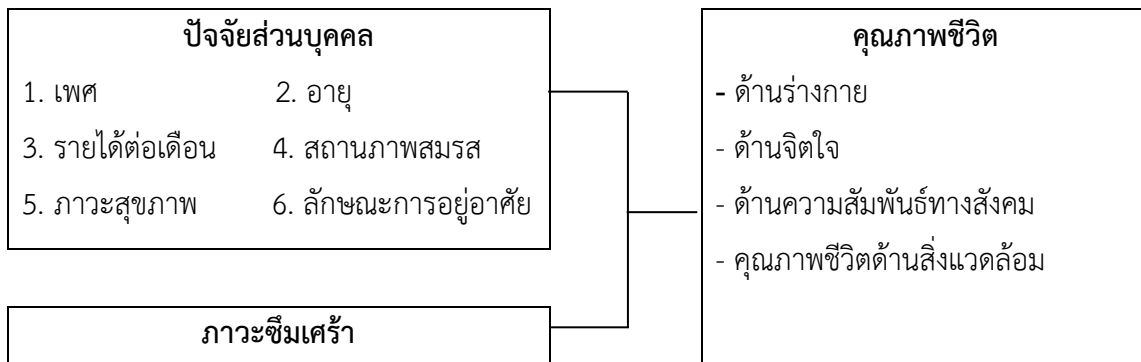 ปัจจัยส่วนบุคคล
1. เพศ 2. อายุ
3. รายได้ต่อเดือน 4. สถานภาพสมรส
5. ภาวะสุขภาพ 6. ลักษณะการอยู่อาศัย
ภาวะซึมเศร้า
คุณภาพชีวิต
- ด้านร่างกาย
- ด้านจิตใจ
- ด้านความสัมพันธ์ทางสังคม
- คุณภาพชีวิตด้านสิ่งแวดล้อม